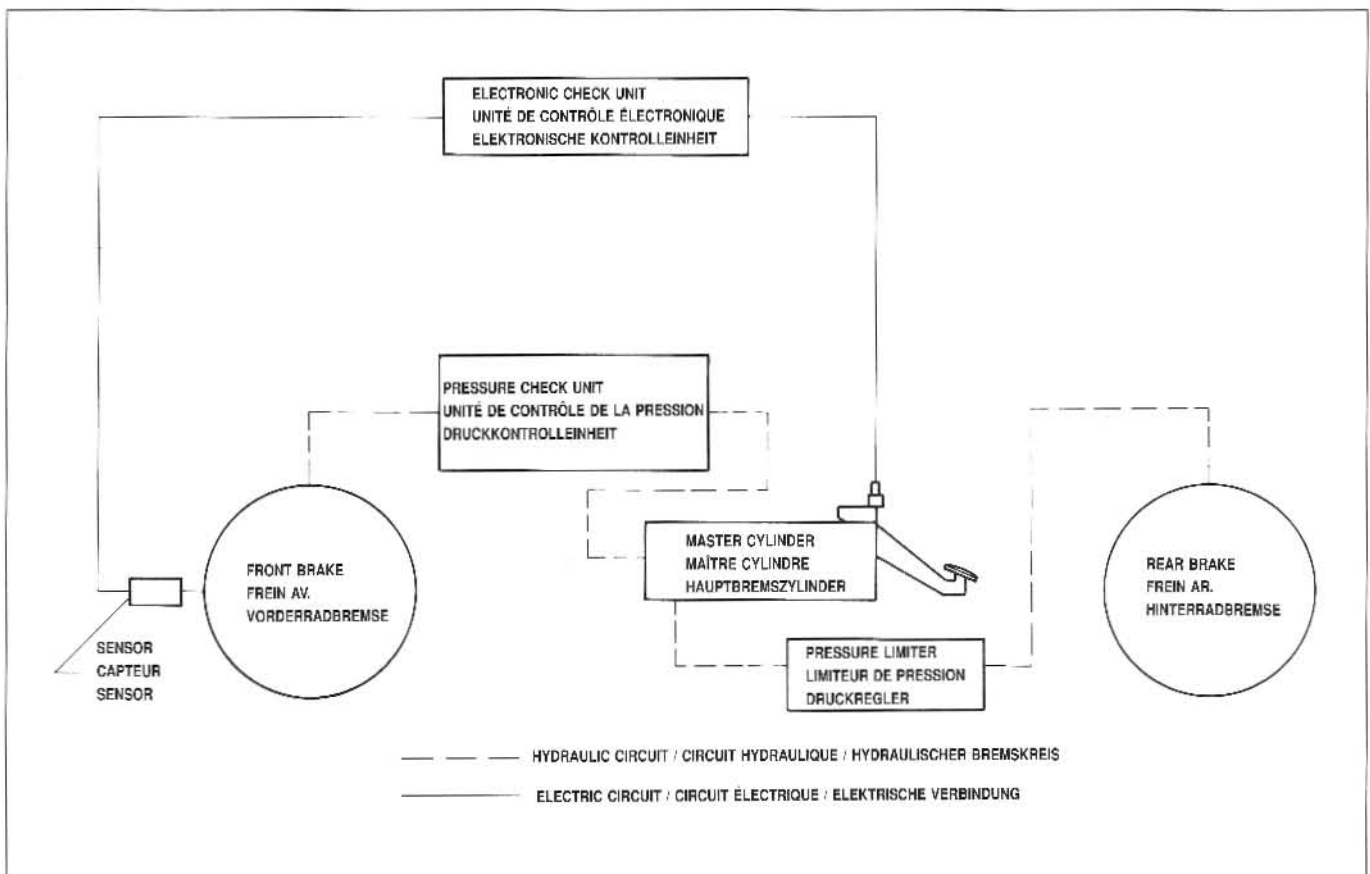 ELECTRONIC CHECK UNIT
UNITÉ DE CONTRÔLE ÉLECTRONIQUE
ELEKTRONISCHE KONTROLLEINHEIT
PRESSURE CHECK UNIT
UNITÉ DE CONTRÔLE DE LA PRESSION
DRUCKKONTROLLEINHEIT
FRONT BRAKE
FREIN AV.
VORDERRADBREMSE
MASTER CYLINDER
MAÎTRE CYLINDRE
HAUPTBREMSZYLINDER
REAR BRAKE
FREIN AR.
HINTERRADBREMSE
SENSOR
CAPTEUR
SENSOR
PRESSURE LIMITER
LIMITEUR DE PRESSION
DRUCKREGLER
HYDRAULIC CIRCUIT / CIRCUIT HYDRAULIQUE / HYDRAULISCHER BREMSKREIS
ELECTRIC CIRCUIT / CIRCUIT ÉLECTRIQUE / ELEKTRISCHE VERBINDUNG